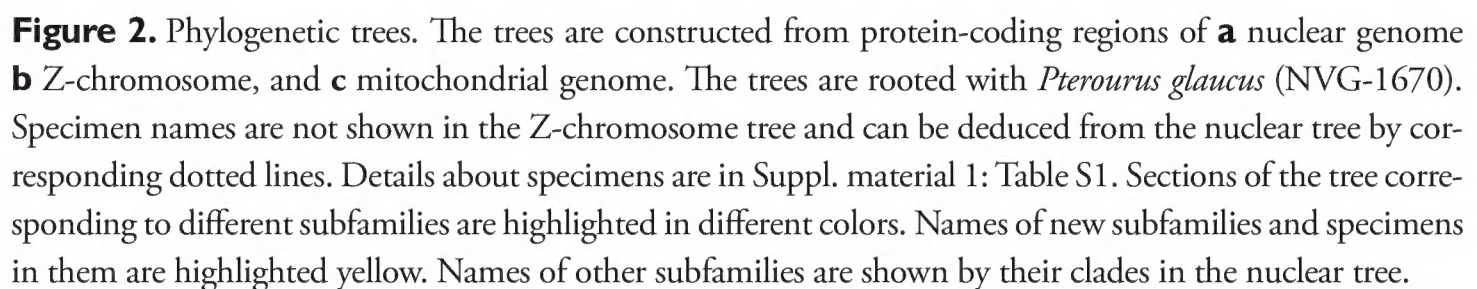 Figure 2. Phylogenetic trees. The trees are constructed from protein-coding regions of a nuclear genome
b Z-chromosome, and c mitochondrial genome. The trees are rooted with Pterourus glaucus (NVG-1670).
Specimen names are not shown in the Z-chromosome tree and can be deduced from the nuclear tree by cor-
responding dotted lines. Details about specimens are in Suppl. material 1: Table S1. Sections of the tree corre-
sponding to different subfamilies are highlighted in different colors. Names of new subfamilies and specimens
in them are highlighted yellow. Names of other subfamilies are shown by their clades in the nuclear tree.